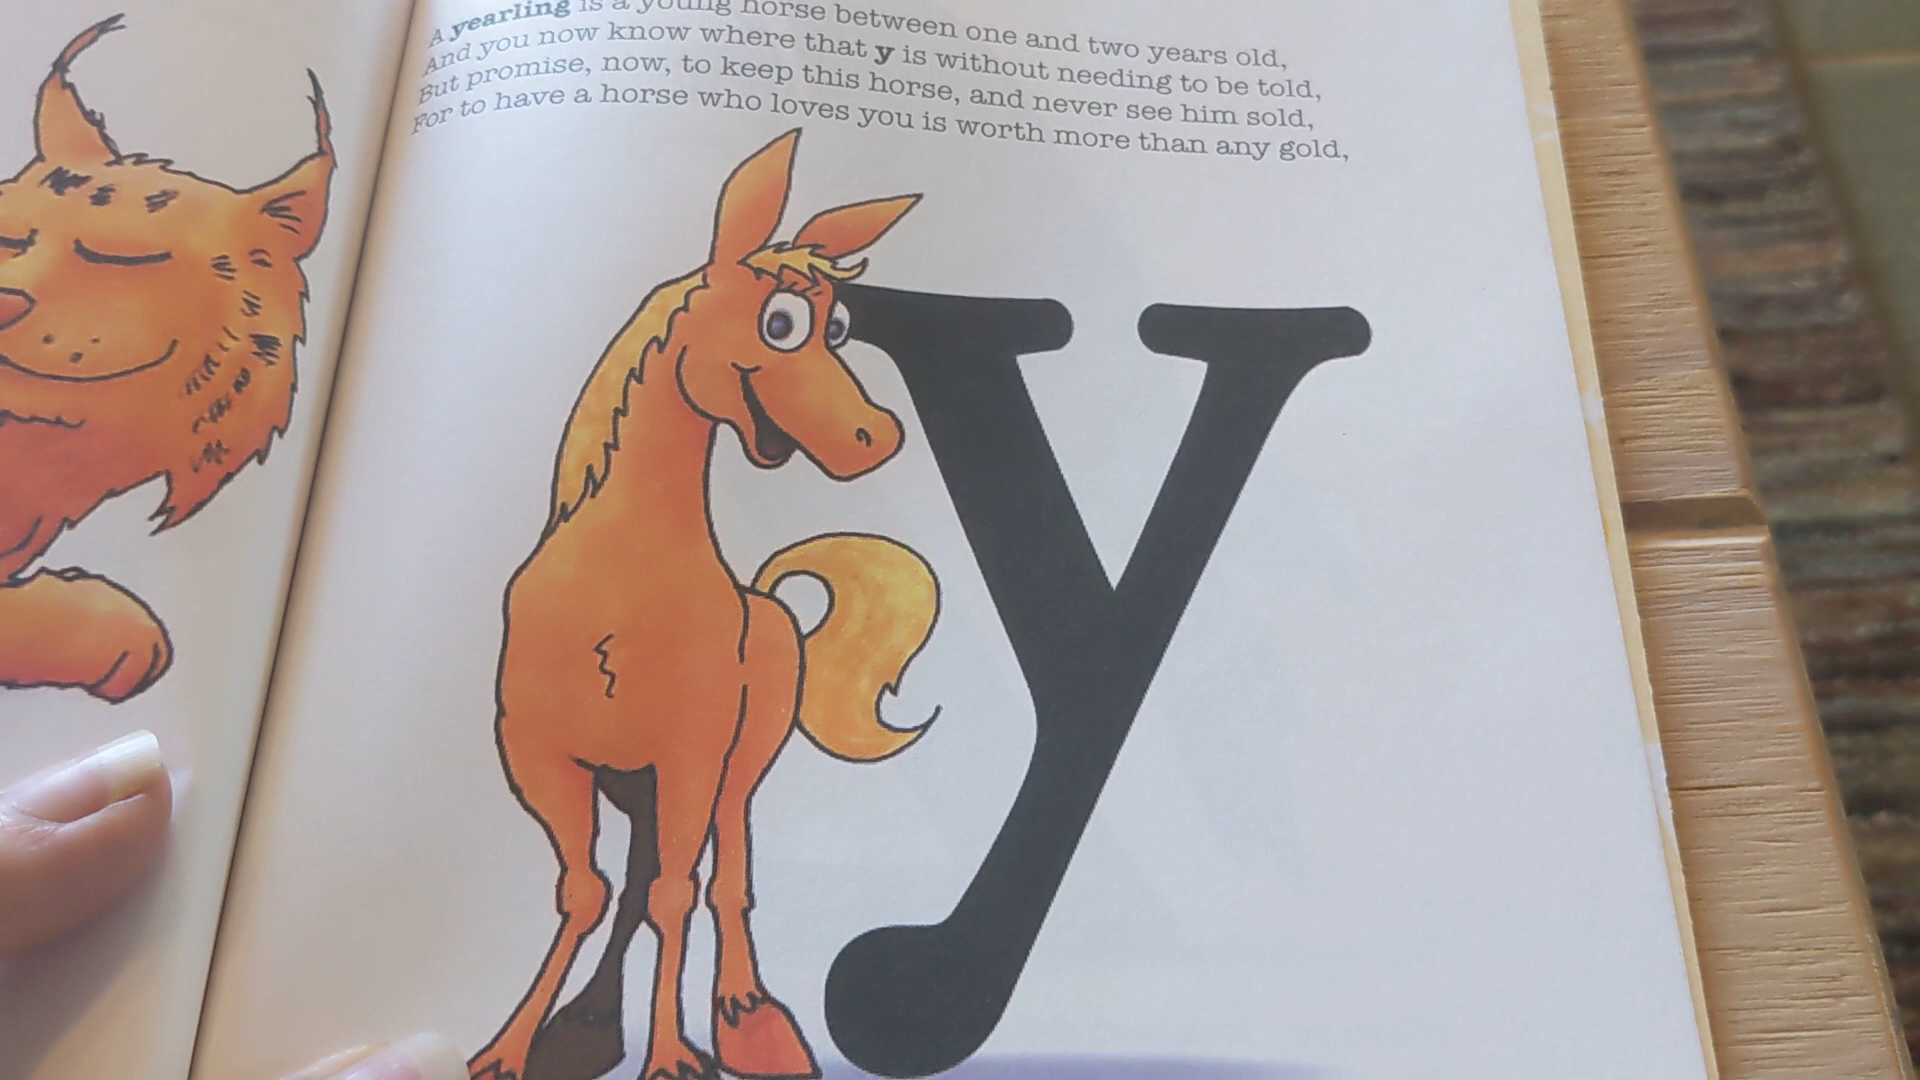 A yearling is a young horse between one and two years old,
And you now know where that y is without needing to be told,
But promise, now, to keep this horse, and never see him sold,
For to have a horse who loves you is worth more than any gold,
y